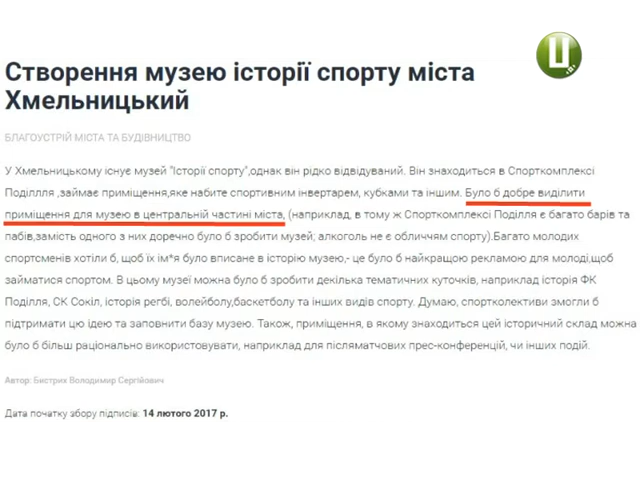 Створення музею історії спорту міста
Хмельницький
БЛАГОУСТРІЙ МІСТА ТА БУДІВНИЦТВО
У Хмельницькому існує музей "Історії спорту",однак він рідко відвідуваний. Він знаходиться в Спорткомплексі
Поділлля ,займає приміщення,яке набите спортивним інвертарем, кубками та іншим. Було б добре виділити
приміщення для музею в центральній частині міста, (наприклад, в тому ж Спорткомплексі Поділля є багато барів та
пабів,замість одного з них доречно було б зробити музей; алкоголь не є обличчям спорту).Багато молодих
спортсменів хотіли б, щоб їх ім*я було вписане в історію музею,- це було б найкращою рекламою для молоді,щоб
займатися спортом. В цьому музеї можна було б зробити декілька тематичних куточків, наприклад історія ФК
Поділля, СК Сокіл, історія регбі, волейболу,баскетболу та інших видів спорту. Думаю, спортколективи змогли б
підтримати цю ідею та заповнити базу музею. Також, приміщення, в якому знаходиться цей історичний склад можна
було б більш раціонально використовувати, наприклад для післяматчових прес-конференцій, чи інших подій.
Автор: Бистрих Володимир Сергійович
Дата початку збору підписів: 14 лютого 2017 р.